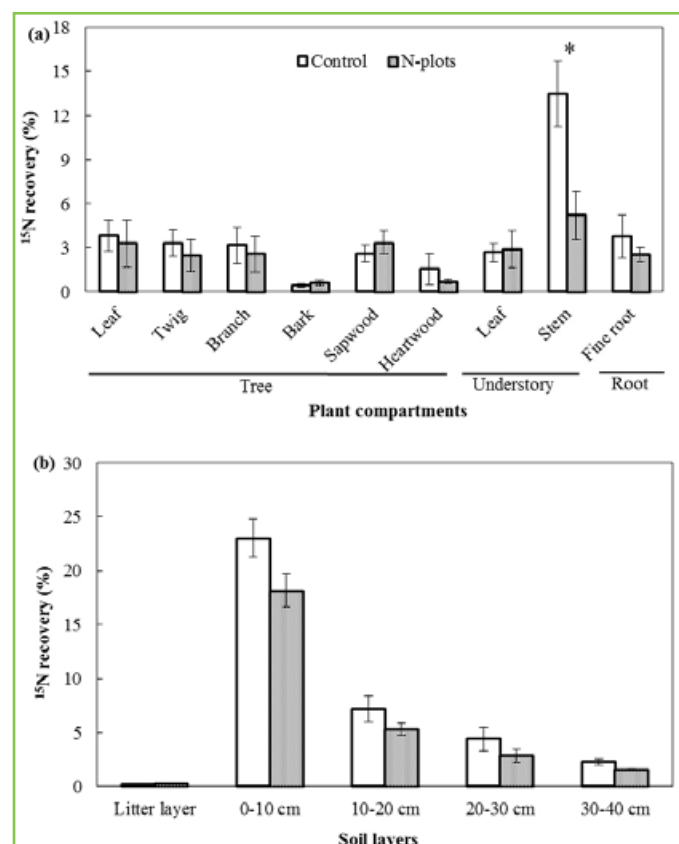 (a)
18
15
12
9
6
3
0
¹⁵N recovery (%)
Control N-plots
*
Leaf Twig Branch Bark Sapwood Heartwood Leaf Stem Fine root
Tree Understory Root
Plant compartments
(b)
30
25
20
15
10
5
0
¹⁵N recovery (%)
Litter layer 0-10 cm 10-20 cm 20-30 cm 30-40 cm
Soil layers